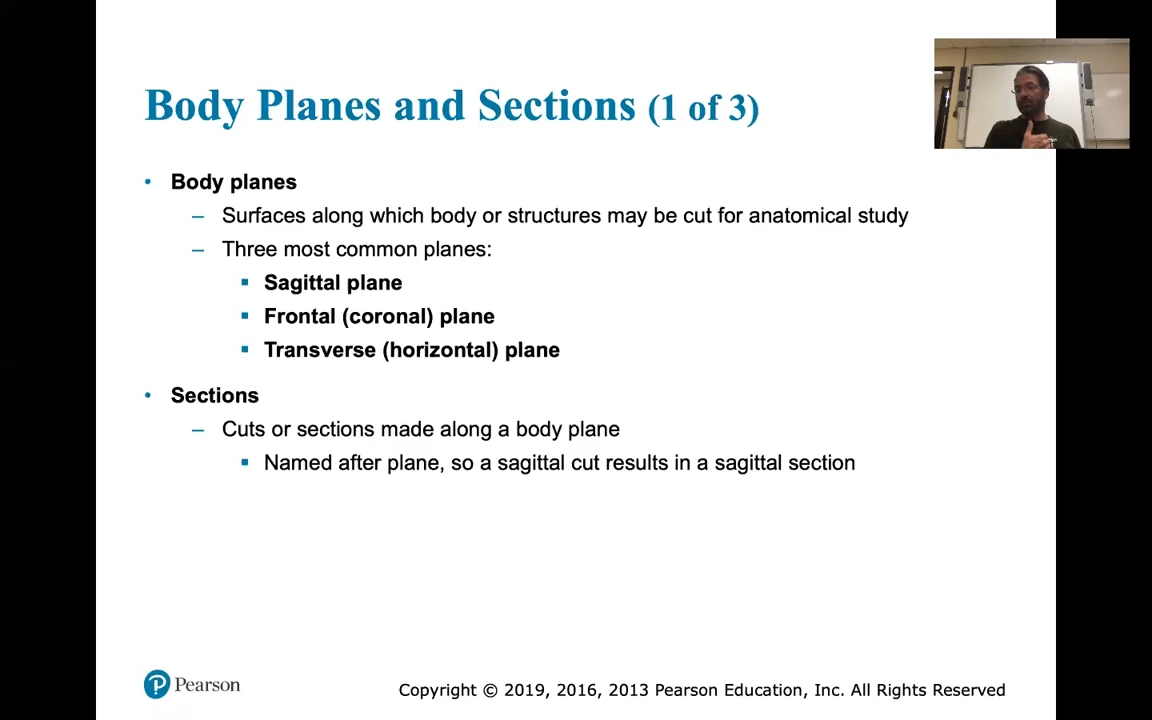 Body Planes and Sections (1 of 3)
• Body planes
– Surfaces along which body or structures may be cut for anatomical study
– Three most common planes:
▪ Sagittal plane
▪ Frontal (coronal) plane
▪ Transverse (horizontal) plane
• Sections
– Cuts or sections made along a body plane
▪ Named after plane, so a sagittal cut results in a sagittal section
Pearson
Copyright © 2019, 2016, 2013 Pearson Education, Inc. All Rights Reserved